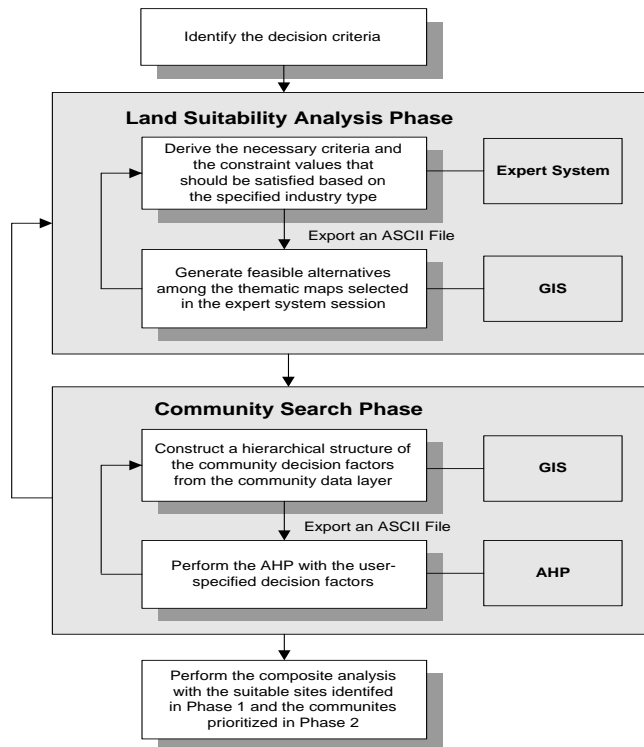 Identify the decision criteria
Land Suitability Analysis Phase
Derive the necessary criteria and
the constraint values that
should be satisfied based on
the specified industry type
Expert System
Export an ASCII File
Generate feasible alternatives
among the thematic maps selected
in the expert system session
GIS
Community Search Phase
Construct a hierarchical structure of
the community decision factors
from the community data layer
GIS
Export an ASCII File
Perform the AHP with the user-
specified decision factors
AHP
Perform the composite analysis
with the suitable sites identifed
in Phase 1 and the communites
prioritized in Phase 2